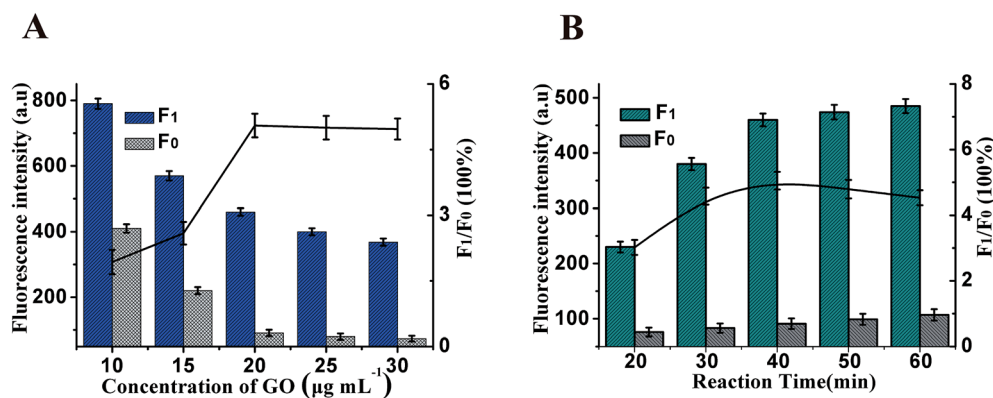 A
Fluorescence intensity (a.u)
800
600
400
200
F1
F0
6
3
0
F1/F0 (100%)
10 15 20 25 30
Concentration of GO (µg mL-1)
B
Fluorescence intensity (a.u)
500
450
300
250
100
F1
F0
8
6
4
2
0
F1/F0 (100%)
20 30 40 50 60
Reaction Time(min)